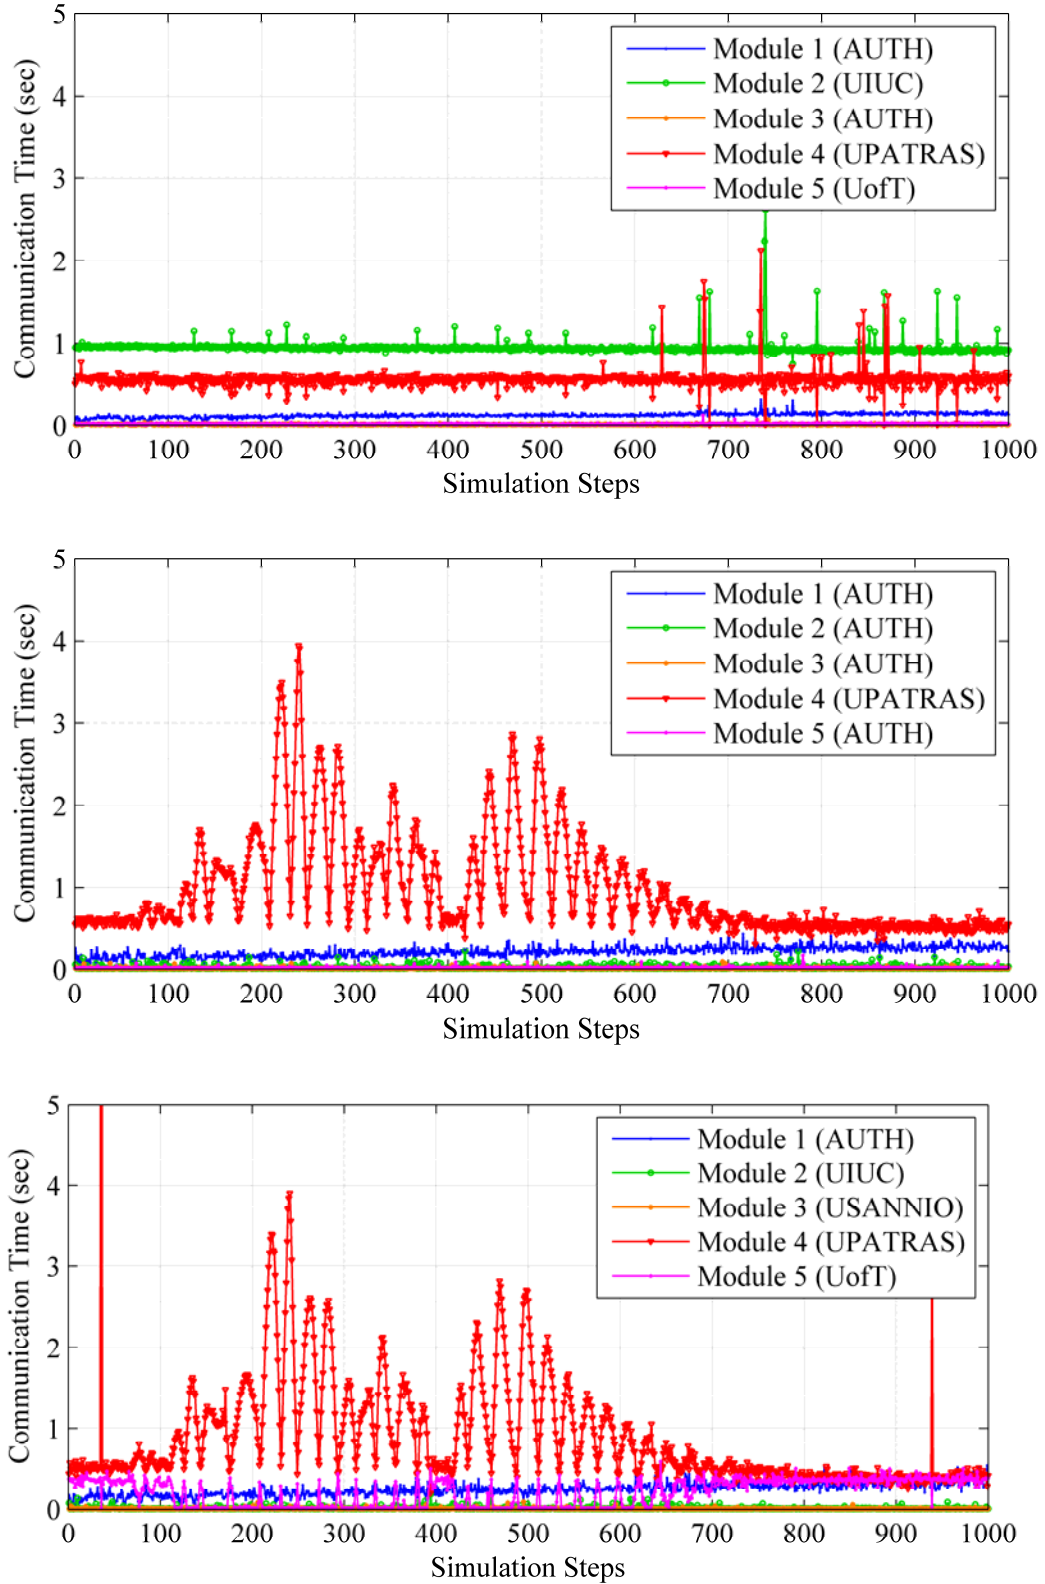 5
4
3
2
1
0
Communication Time (sec)
Module 1 (AUTH)
Module 2 (UIUC)
Module 3 (AUTH)
Module 4 (UPATRAS)
Module 5 (UofT)
0 100 200 300 400 500 600 700 800 900 1000
Simulation Steps
5
4
3
2
1
0
Communication Time (sec)
Module 1 (AUTH)
Module 2 (AUTH)
Module 3 (AUTH)
Module 4 (UPATRAS)
Module 5 (AUTH)
0 100 200 300 400 500 600 700 800 900 1000
Simulation Steps
5
4
3
2
1
0
Communication Time (sec)
Module 1 (AUTH)
Module 2 (UIUC)
Module 3 (USANNIO)
Module 4 (UPATRAS)
Module 5 (UofT)
0 100 200 300 400 500 600 700 800 900 1000
Simulation Steps